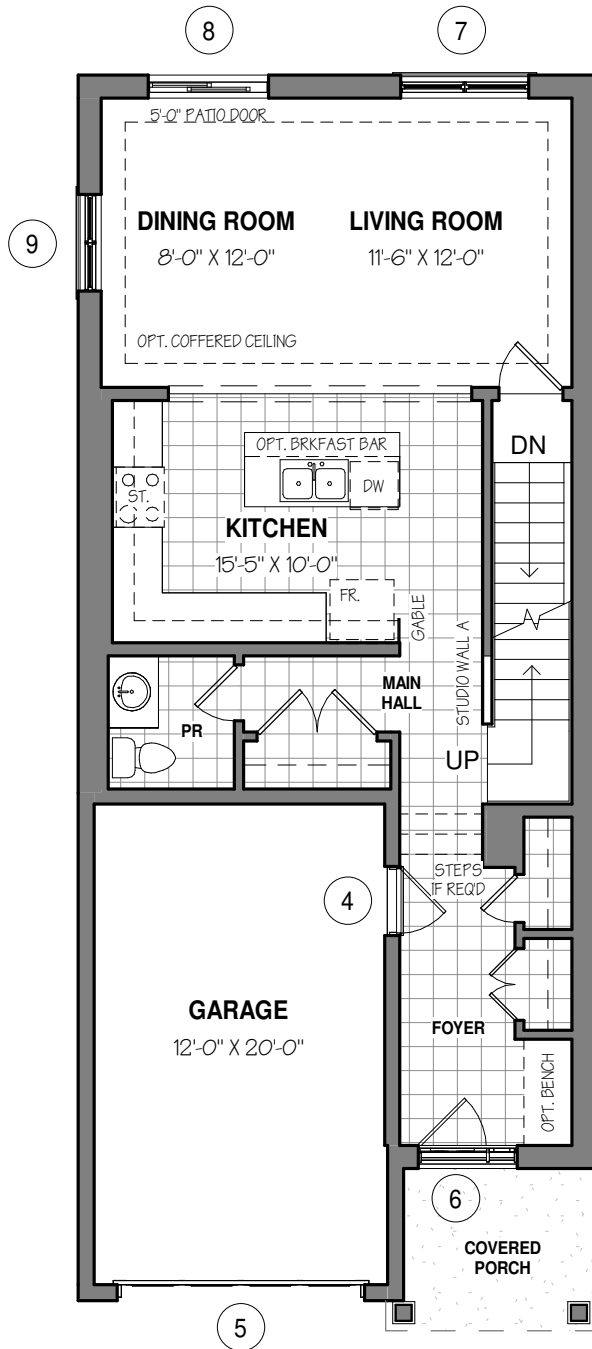 8
7
5'-0" PATIO DOOR
DINING ROOM
8'-0" X 12'-0"
LIVING ROOM
11'-6" X 12'-0"
9
OPT. COFFERED CEILING
OPT. BRKFAST BAR
DN
ST.
DW
KITCHEN
15'-5" X 10'-0"
FR.
GABLE
STUDIO WALL A
MAIN
HALL
PR
UP
STEPS
IF REQ'D
4
GARAGE
12'-0" X 20'-0"
FOYER
OPT. BENCH
6
COVERED
PORCH
5